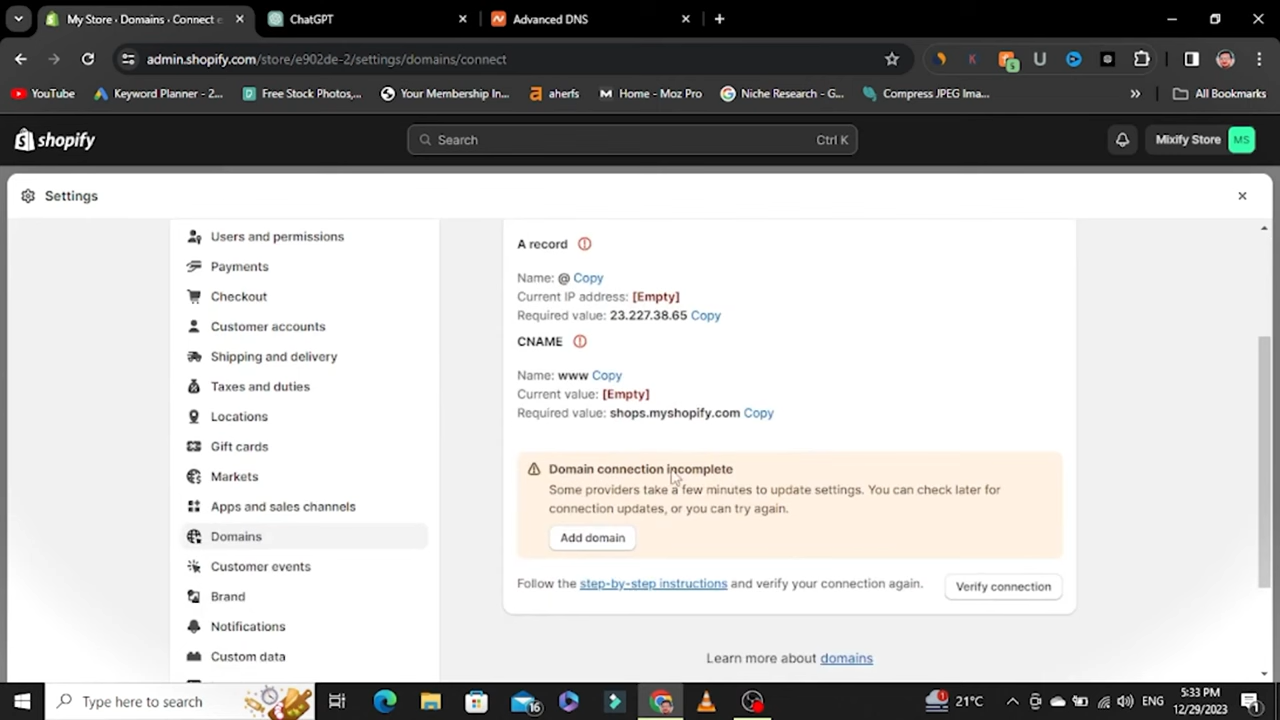 My Store · Domains · Connect e
ChatGPT
Advanced DNS
admin.shopify.com/store/e902de-2/settings/domains/connect
YouTube
Keyword Planner - 2...
Free Stock Photos,...
Your Membership In...
aherfs
Home - Moz Pro
Niche Research - G...
Compress JPEG Ima...
»
All Bookmarks
shopify
Search
Ctrl K
Mixify Store
MS
Settings
Users and permissions
Payments
Checkout
Customer accounts
Shipping and delivery
Taxes and duties
Locations
Gift cards
Markets
Apps and sales channels
Domains
Customer events
Brand
Notifications
Custom data
A record
Name: @ Copy
Current IP address: [Empty]
Required value: 23.227.38.65 Copy
CNAME
Name: www Copy
Current value: [Empty]
Required value: shops.myshopify.com Copy
Domain connection incomplete
Some providers take a few minutes to update settings. You can check later for
connection updates, or you can try again.
Add domain
Follow the step-by-step instructions and verify your connection again.
Verify connection
Learn more about domains
Type here to search
16
1
21°C
ENG
5:33 PM
12/29/2023
1